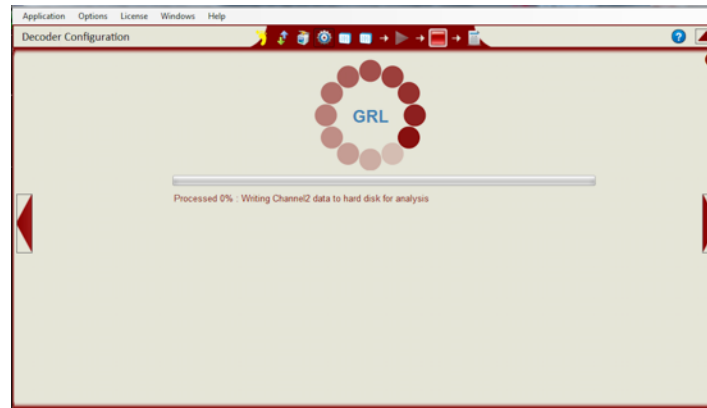 Application Options License Windows Help
Decoder Configuration
?
GRL
Processed 0% : Writing Channel2 data to hard disk for analysis